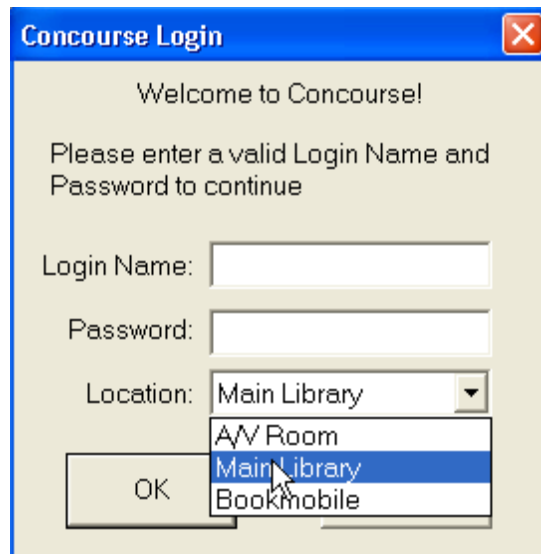 Concourse Login
Welcome to Concourse!
Please enter a valid Login Name and
Password to continue
Login Name:
Password:
Location: Main Library
A/V Room
Main Library
Bookmobile
OK